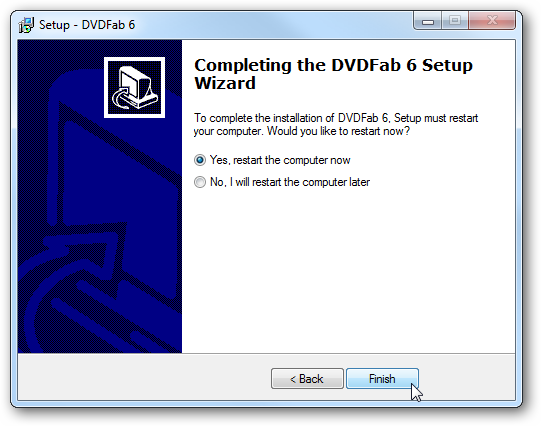 Setup - DVDFab 6
Completing the DVDFab 6 Setup
Wizard
To complete the installation of DVDFab 6, Setup must restart
your computer. Would you like to restart now?
Yes, restart the computer now
No, I will restart the computer later
< Back
Finish